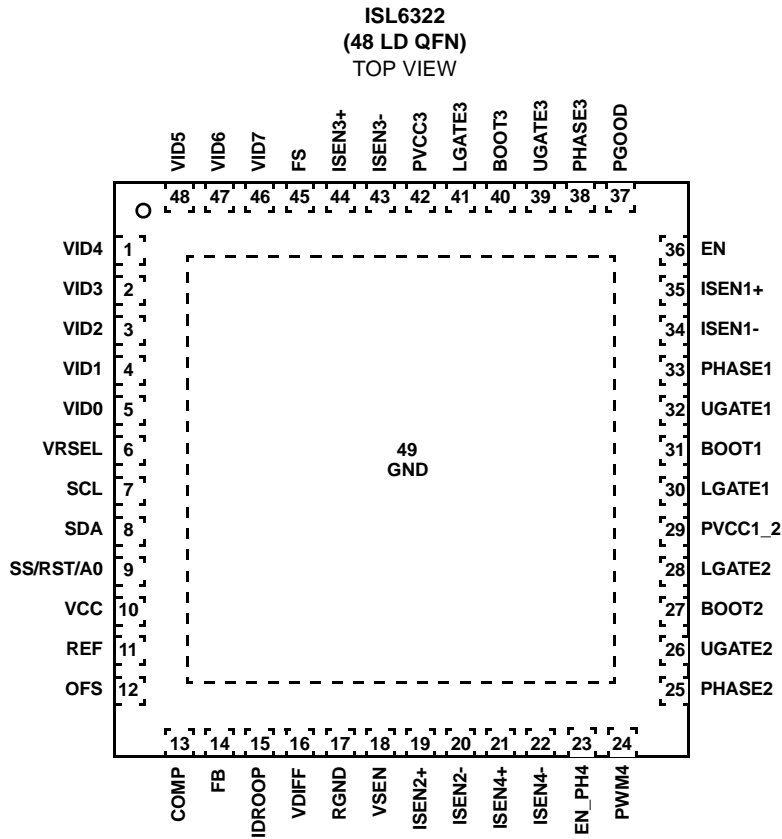 ISL6322
(48 LD QFN)
TOP VIEW
VID5
VID6
VID7
FS
ISEN3+
ISEN3-
PVCC3
LGATE3
BOOT3
UGATE3
PHASE3
PGOOD
48 47 46 45 44 43 42 41 40 39 38 37
VID4 1
VID3 2
VID2 3
VID1 4
VID0 5
VRSEL 6
SCL 7
SDA 8
SS/RST/A0 9
VCC 10
REF 11
OFS 12
49
GND
36 EN
35 ISEN1+
34 ISEN1-
33 PHASE1
32 UGATE1
31 BOOT1
30 LGATE1
29 PVCC1_2
28 LGATE2
27 BOOT2
26 UGATE2
25 PHASE2
13 14 15 16 17 18 19 20 21 22 23 24
COMP
FB
IDROOP
VDIFF
RGND
VSEN
ISEN2+
ISEN2-
ISEN4+
ISEN4-
EN_PH4
PWM4